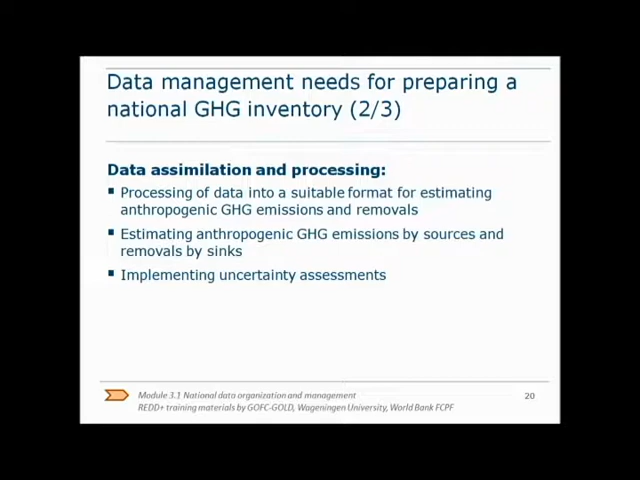 Data management needs for preparing a
national GHG inventory (2/3)
Data assimilation and processing:
▪ Processing of data into a suitable format for estimating
anthropogenic GHG emissions and removals
▪ Estimating anthropogenic GHG emissions by sources and
removals by sinks
▪ Implementing uncertainty assessments
Module 3.1 National data organization and management
REDD+ training materials by GOFC-GOLD, Wageningen University, World Bank FCPF
20